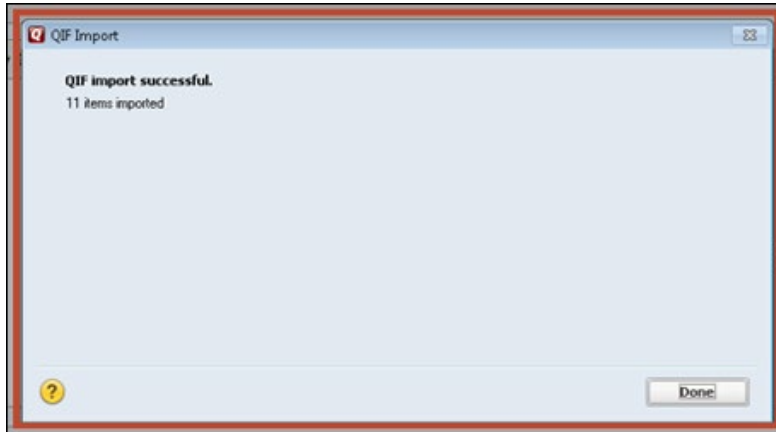 QIF Import
QIF import successful.
11 items imported
?
Done